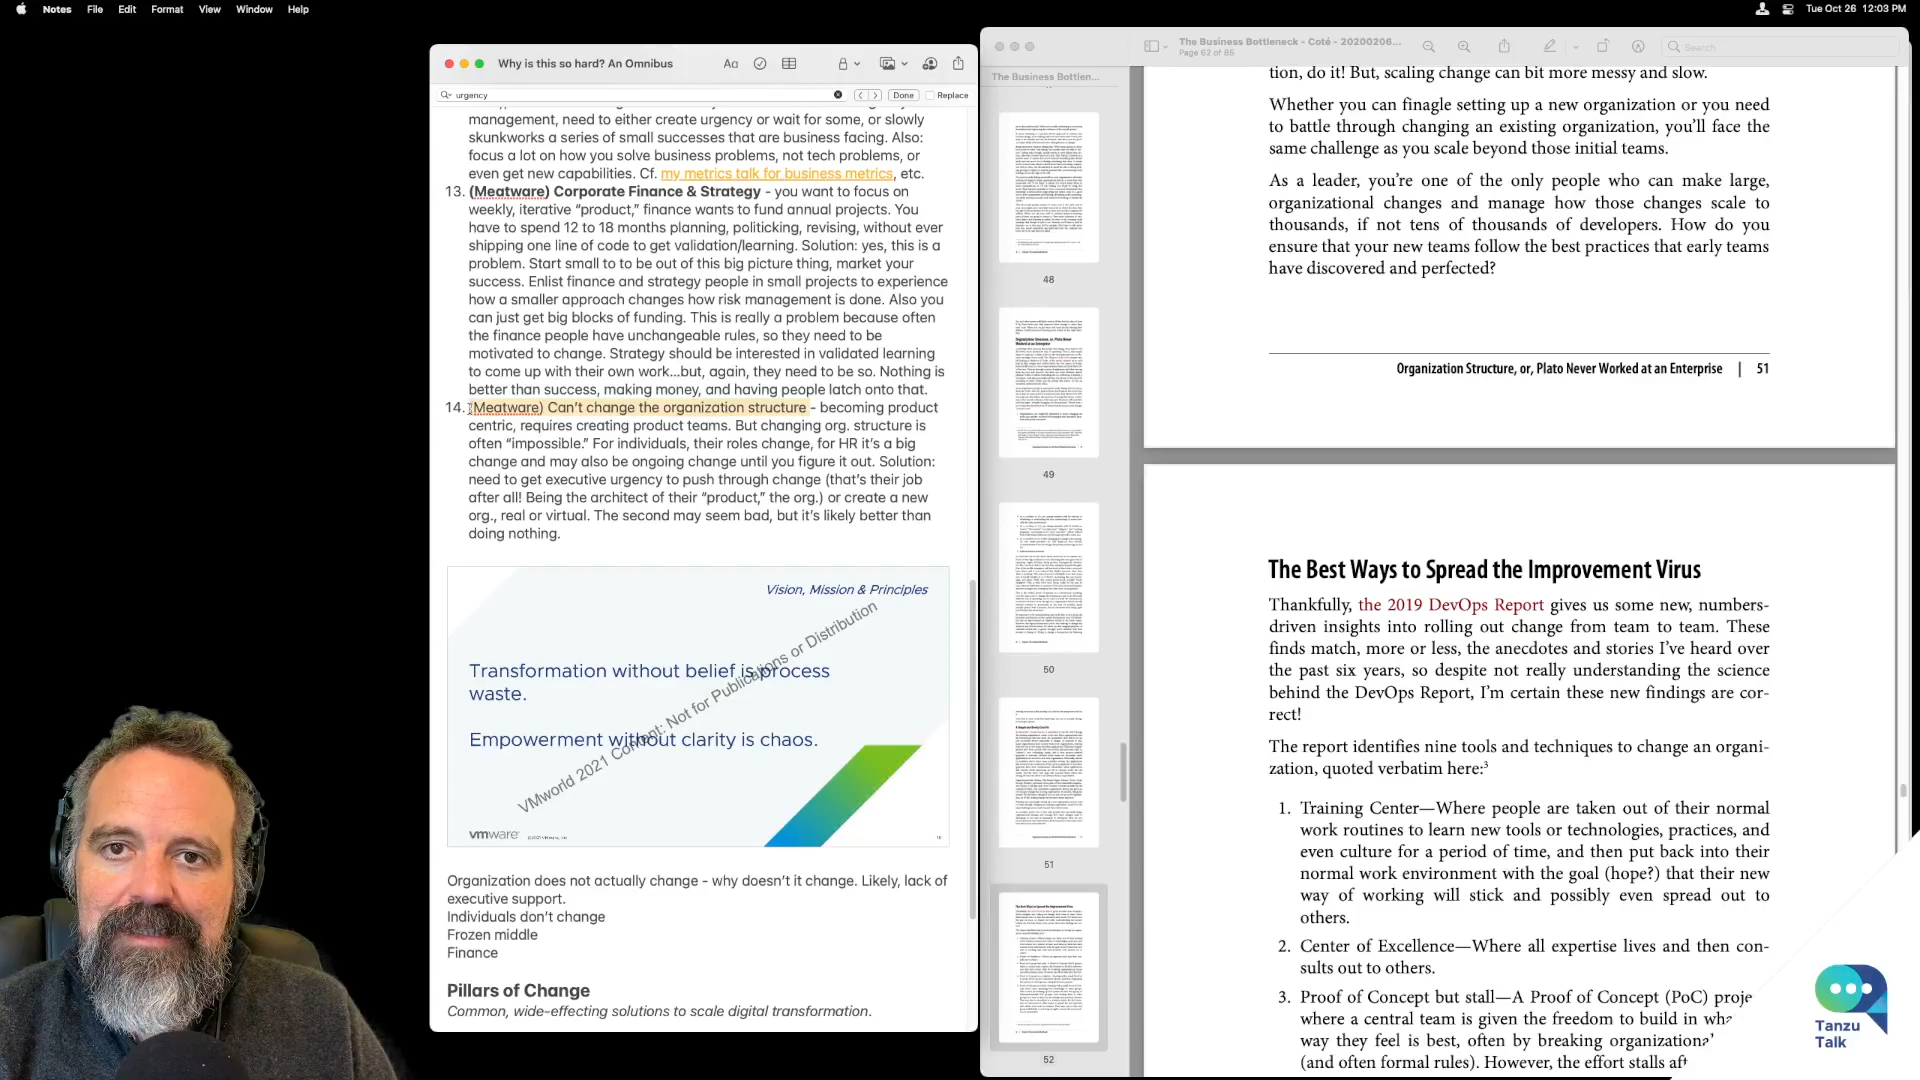 Notes File Edit Format View Window Help
Tue Oct 26 12:03 PM
Why is this so hard? An Omnibus
Aa
urgency
Done
Replace
management, need to either create urgency or wait for some, or slowly
skunkworks a series of small successes that are business facing. Also:
focus a lot on how you solve business problems, not tech problems, or
even get new capabilities. Cf. my metrics talk for business metrics, etc.
13. (Meatware) Corporate Finance & Strategy - you want to focus on
weekly, iterative “product,” finance wants to fund annual projects. You
have to spend 12 to 18 months planning, politicking, revising, without ever
shipping one line of code to get validation/learning. Solution: yes, this is a
problem. Start small to to be out of this big picture thing, market your
success. Enlist finance and strategy people in small projects to experience
how a smaller approach changes how risk management is done. Also you
can just get big blocks of funding. This is really a problem because often
the finance people have unchangeable rules, so they need to be
motivated to change. Strategy should be interested in validated learning
to come up with their own work...but, again, they need to be so. Nothing is
better than success, making money, and having people latch onto that.
14. (Meatware) Can’t change the organization structure - becoming product
centric, requires creating product teams. But changing org. structure is
often “impossible.” For individuals, their roles change, for HR it’s a big
change and may also be ongoing change until you figure it out. Solution:
need to get executive urgency to push through change (that’s their job
after all! Being the architect of their “product,” the org.) or create a new
org., real or virtual. The second may seem bad, but it’s likely better than
doing nothing.
Vision, Mission & Principles
Transformation without belief is process
waste.
Empowerment without clarity is chaos.
VMworld 2021 Content: Not for Publications or Distribution
vmware
Organization does not actually change - why doesn’t it change. Likely, lack of
executive support.
Individuals don’t change
Frozen middle
Finance
Pillars of Change
Common, wide-effecting solutions to scale digital transformation.
The Business Bottleneck - Coté - 20200206...
Page 62 of 85
Search
The Business Bottlen...
48
49
50
51
52
tion, do it! But, scaling change can bit more messy and slow.
Whether you can finagle setting up a new organization or you need
to battle through changing an existing organization, you’ll face the
same challenge as you scale beyond those initial teams.
As a leader, you’re one of the only people who can make large,
organizational changes and manage how those changes scale to
thousands, if not tens of thousands of developers. How do you
ensure that your new teams follow the best practices that early teams
have discovered and perfected?
Organization Structure, or, Plato Never Worked at an Enterprise | 51
The Best Ways to Spread the Improvement Virus
Thankfully, the 2019 DevOps Report gives us some new, numbers-
driven insights into rolling out change from team to team. These
finds match, more or less, the anecdotes and stories I’ve heard over
the past six years, so despite not really understanding the science
behind the DevOps Report, I’m certain these new findings are cor-
rect!
The report identifies nine tools and techniques to change an organi-
zation, quoted verbatim here:³
1. Training Center—Where people are taken out of their normal
work routines to learn new tools or technologies, practices, and
even culture for a period of time, and then put back into their
normal work environment with the goal (hope?) that their new
way of working will stick and possibly even spread out to
others.
2. Center of Excellence—Where all expertise lives and then con-
sults out to others.
3. Proof of Concept but stall—A Proof of Concept (PoC) proje
where a central team is given the freedom to build in wha
way they feel is best, often by breaking organizationa
(and often formal rules). However, the effort stalls aft
Tanzu
Talk